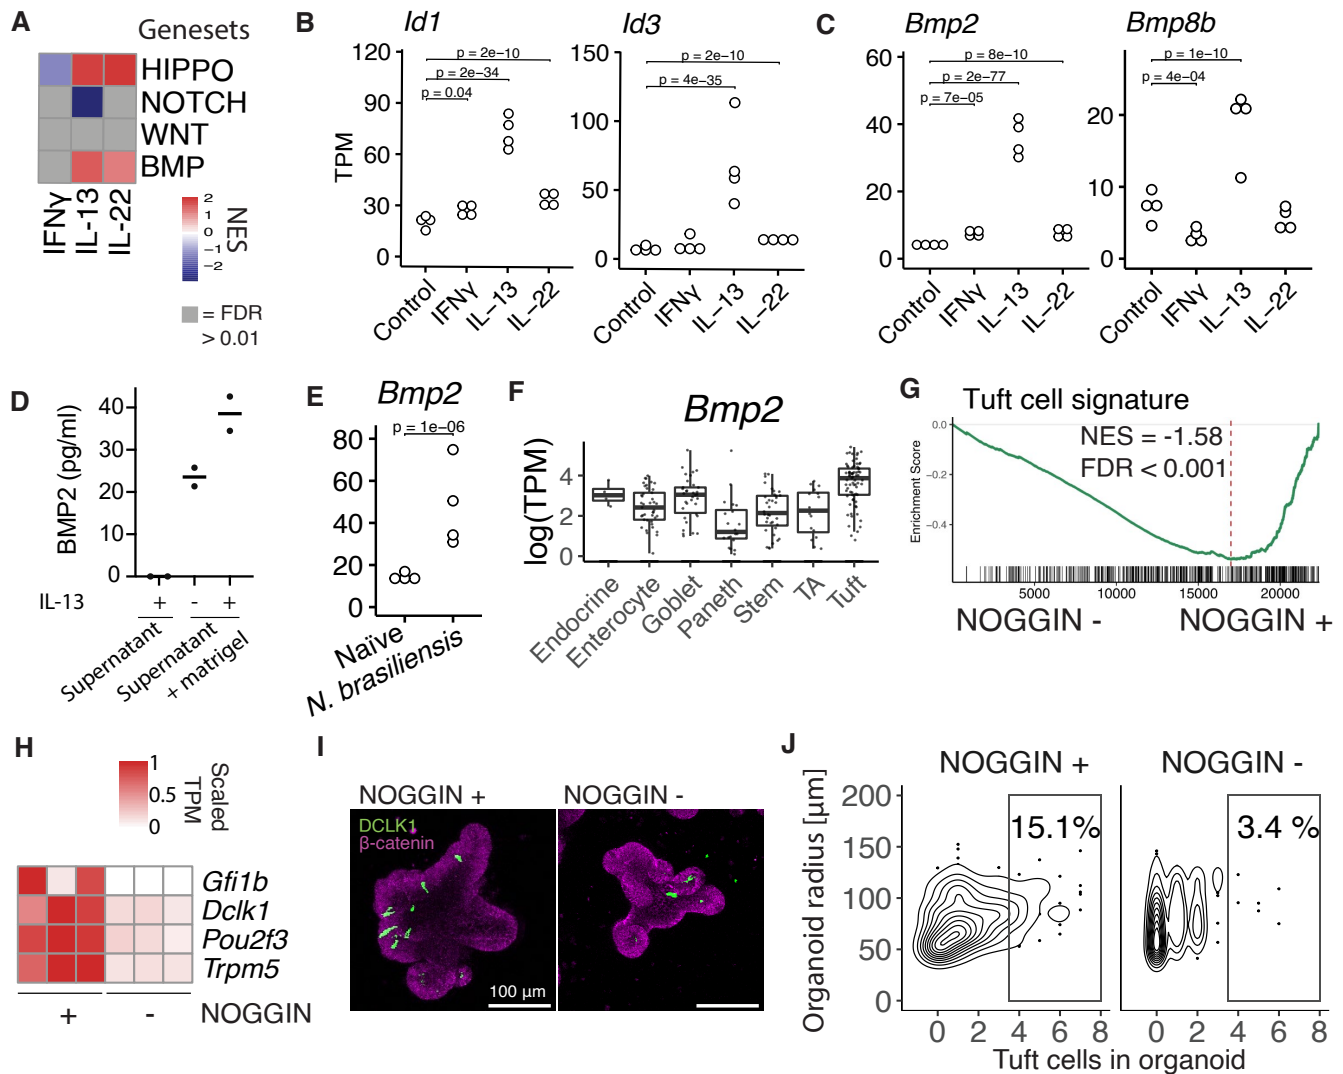 A
Genesets
HIPPO
NOTCH
WNT
BMP
IFNγ
IL-13
IL-22
2
1
0
−1
−2
NES
= FDR
> 0.01
B
Id1
Id3
TPM
120
90
60
30
0
p = 2e−10
p = 2e−34
p = 0.04
Control
IFNγ
IL−13
IL−22
150
100
50
0
p = 2e−10
p = 4e−35
Control
IFNγ
IL−13
IL−22
C
Bmp2
Bmp8b
60
40
20
0
p = 8e−10
p = 2e−77
p = 7e−05
Control
IFNγ
IL−13
IL−22
20
10
0
p = 1e−10
p = 4e−04
Control
IFNγ
IL−13
IL−22
D
BMP2 (pg/ml)
40
30
20
10
0
IL-13
+ - +
Supernatant
Supernatant
+ matrigel
E
Bmp2
p = 1e−06
80
60
40
20
0
Naïve
N. brasiliensis
F
Bmp2
log(TPM)
4
2
0
Endocrine
Enterocyte
Goblet
Paneth
Stem
TA
Tuft
G
Tuft cell signature
NES = -1.58
FDR < 0.001
Enrichment Score
0.0
−0.2
−0.4
5000 10000 15000 20000
NOGGIN - NOGGIN +
H
1
0.5
0
Scaled
TPM
Gfi1b
Dclk1
Pou2f3
Trpm5
+ - NOGGIN
I
NOGGIN + NOGGIN -
DCLK1
β-catenin
100 µm
J
NOGGIN + NOGGIN -
Organoid radius [µm]
200
150
100
50
0
15.1%
3.4 %
0 2 4 6 8
0 2 4 6 8
Tuft cells in organoid